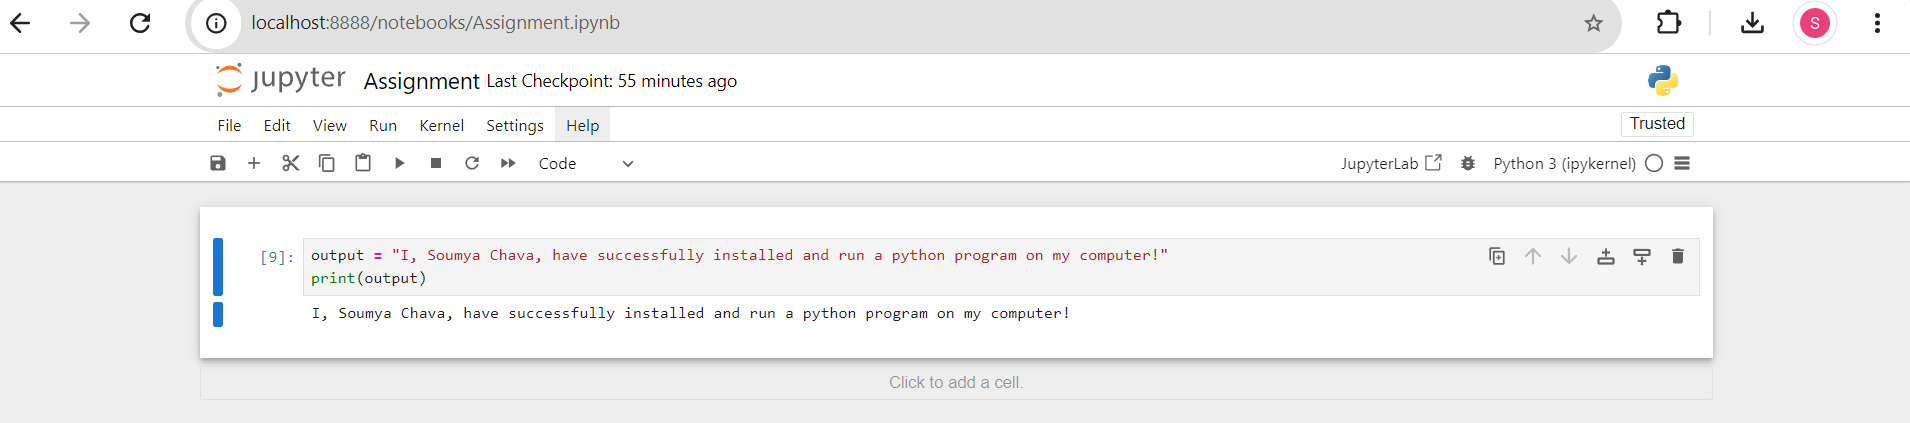 localhost:8888/notebooks/Assignment.ipynb
S
jupyter Assignment Last Checkpoint: 55 minutes ago
File Edit View Run Kernel Settings Help
Trusted
Code JupyterLab Python 3 (ipykernel)
[9]: output = "I, Soumya Chava, have successfully installed and run a python program on my computer!"
print(output)
I, Soumya Chava, have successfully installed and run a python program on my computer!
Click to add a cell.